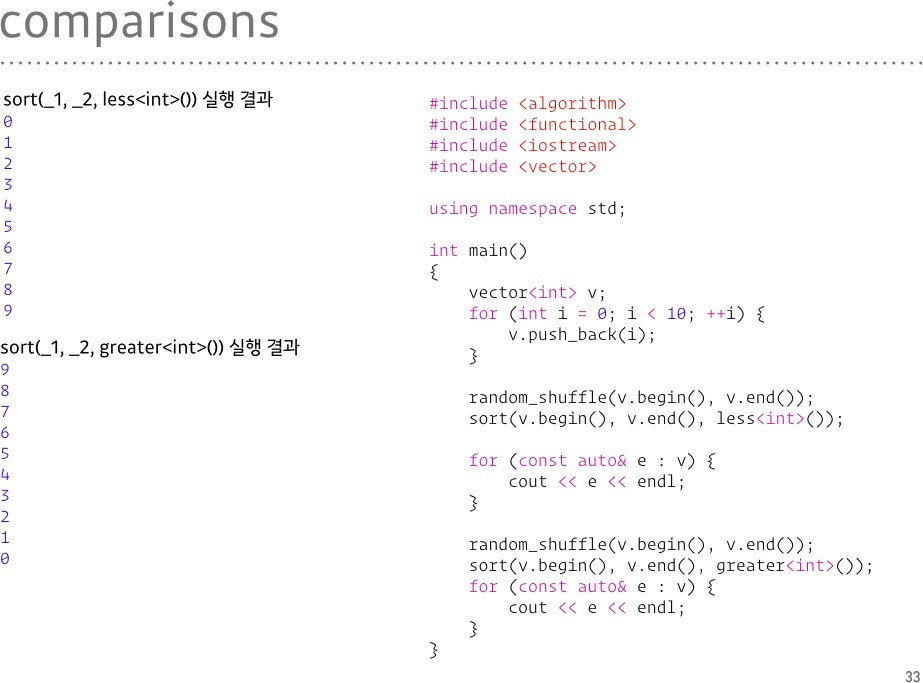 comparisons
sort(_1, _2, less<int>()) 실행 결과
0
1
2
3
4
5
6
7
8
9
sort(_1, _2, greater<int>()) 실행 결과
9
8
7
6
5
4
3
2
1
0
#include <algorithm>
#include <functional>
#include <iostream>
#include <vector>
using namespace std;
int main()
{
    vector<int> v;
    for (int i = 0; i < 10; ++i) {
        v.push_back(i);
    }
    random_shuffle(v.begin(), v.end());
    sort(v.begin(), v.end(), less<int>());
    for (const auto& e : v) {
        cout << e << endl;
    }
    random_shuffle(v.begin(), v.end());
    sort(v.begin(), v.end(), greater<int>());
    for (const auto& e : v) {
        cout << e << endl;
    }
}
33